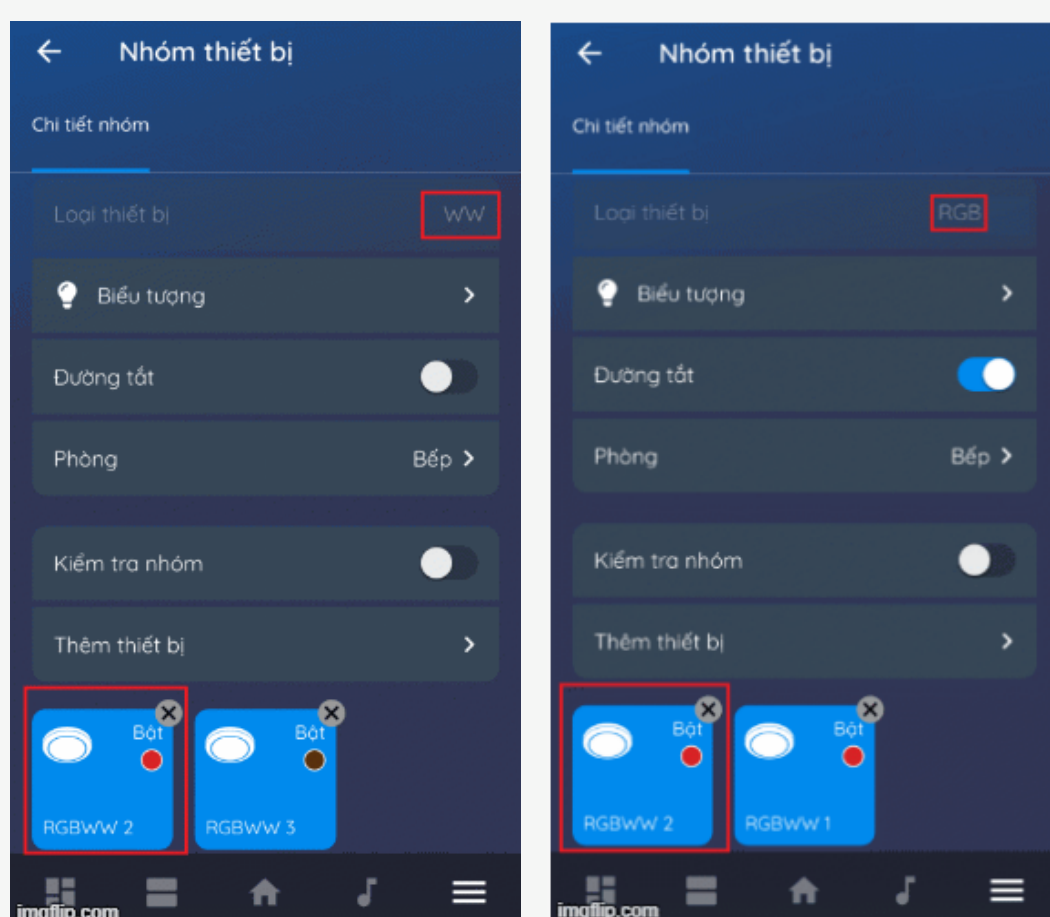 Nhóm thiết bị
Chi tiết nhóm
Loại thiết bị WW
Biểu tượng
Đường tắt
Phòng Bếp
Kiểm tra nhóm
Thêm thiết bị
Bật
RGBWW 2
Bật
RGBWW 3
imgflip.com
Nhóm thiết bị
Chi tiết nhóm
Loại thiết bị RGB
Biểu tượng
Đường tắt
Phòng Bếp
Kiểm tra nhóm
Thêm thiết bị
Bật
RGBWW 2
Bật
RGBWW 1
imgflip.com